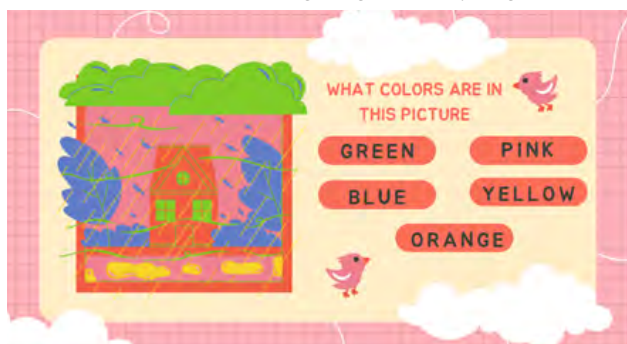 WHAT COLORS ARE IN
THIS PICTURE
GREEN
PINK
BLUE
YELLOW
ORANGE